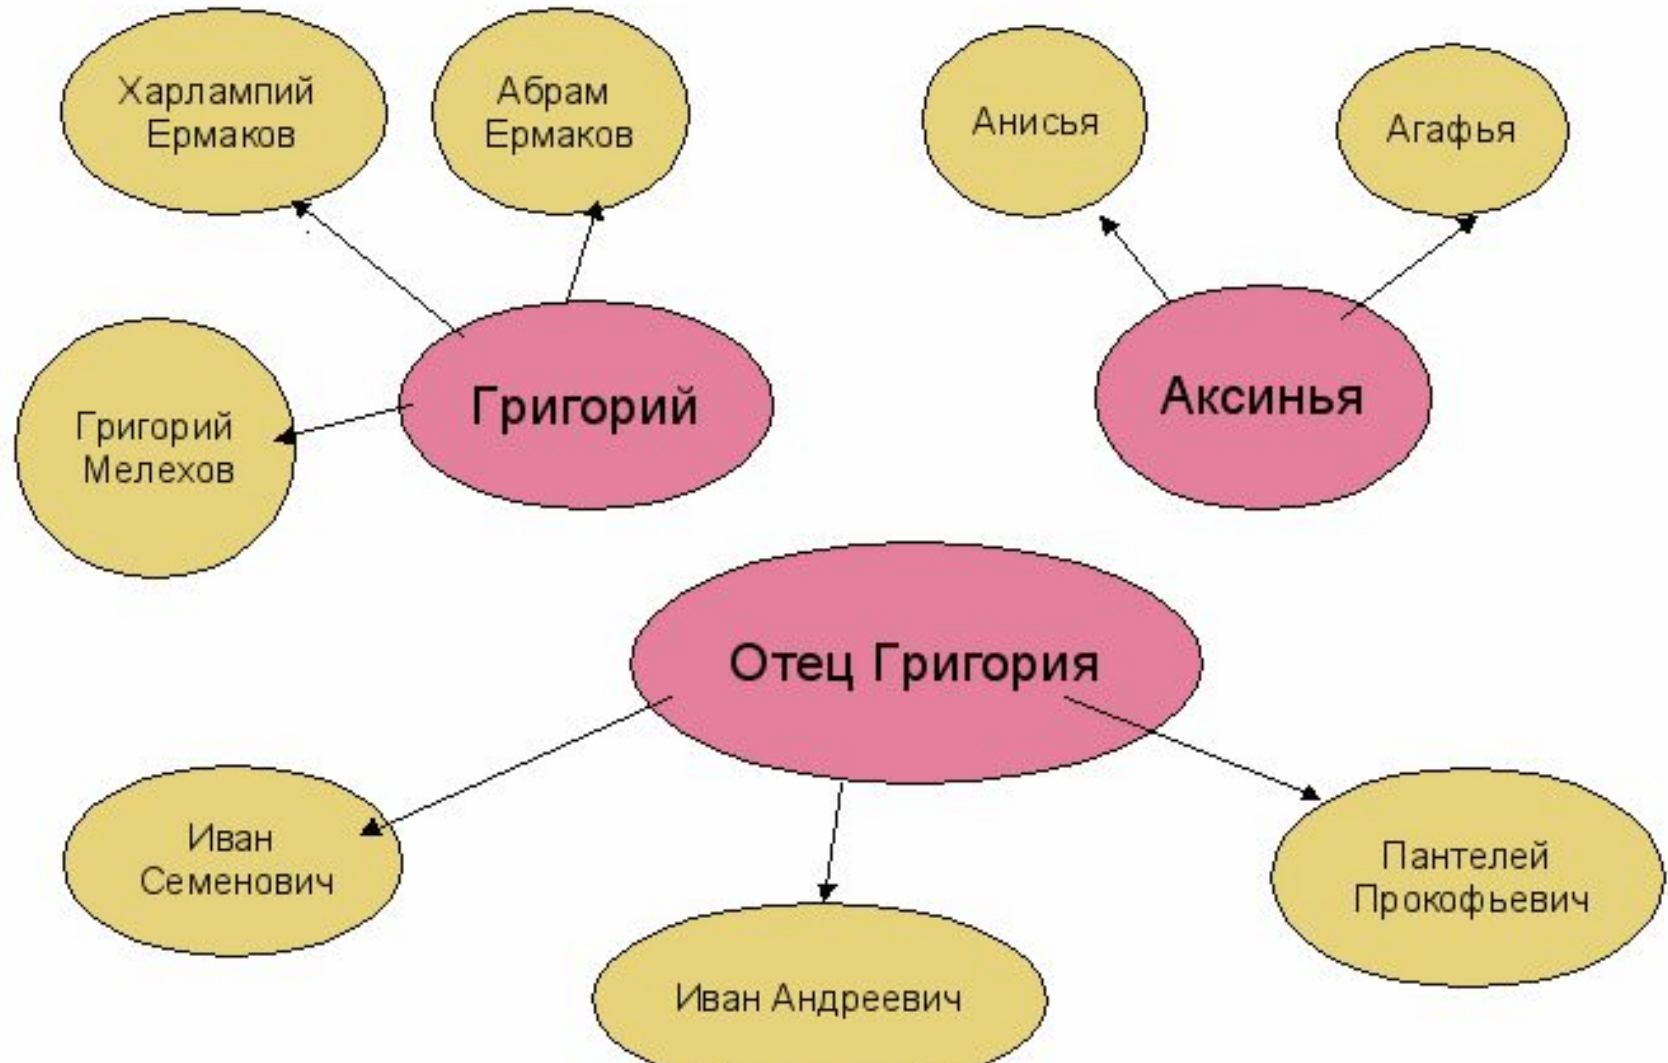 Харлампий
Ермаков
Абрам
Ермаков
Анисья
Агафья
Григорий
Мелехов
Григорий
Аксинья
Отец Григория
Иван
Семенович
Иван Андреевич
Пантелей
Прокофьевич